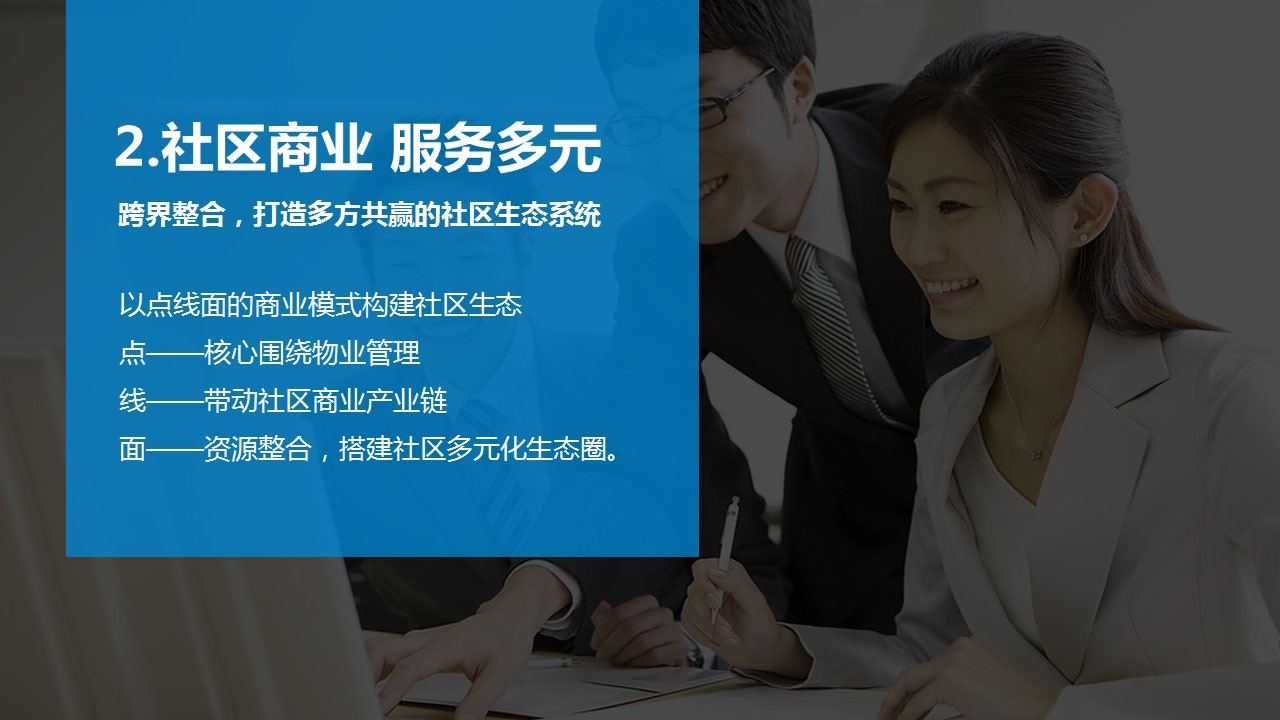 2.社区商业 服务多元
跨界整合，打造多方共赢的社区生态系统
以点线面的商业模式构建社区生态
点——核心围绕物业管理
线——带动社区商业产业链
面——资源整合，搭建社区多元化生态圈。